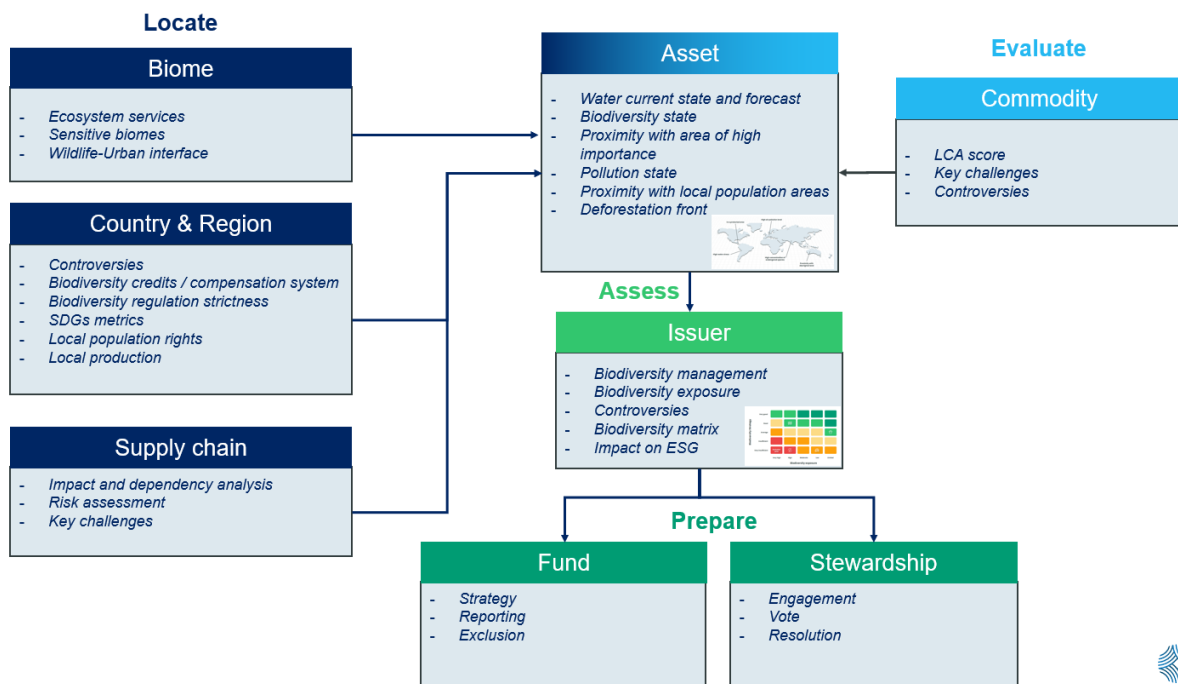 Locate
Biome
- Ecosystem services
- Sensitive biomes
- Wildlife-Urban interface
Country & Region
- Controversies
- Biodiversity credits / compensation system
- Biodiversity regulation strictness
- SDGs metrics
- Local population rights
- Local production
Supply chain
- Impact and dependency analysis
- Risk assessment
- Key challenges
Asset
- Water current state and forecast
- Biodiversity state
- Proximity with area of high
importance
- Pollution state
- Proximity with local population areas
- Deforestation front
Evaluate
Commodity
- LCA score
- Key challenges
- Controversies
Assess
Issuer
- Biodiversity management
- Biodiversity exposure
- Controversies
- Biodiversity matrix
- Impact on ESG
Prepare
Fund
- Strategy
- Reporting
- Exclusion
Stewardship
- Engagement
- Vote
- Resolution